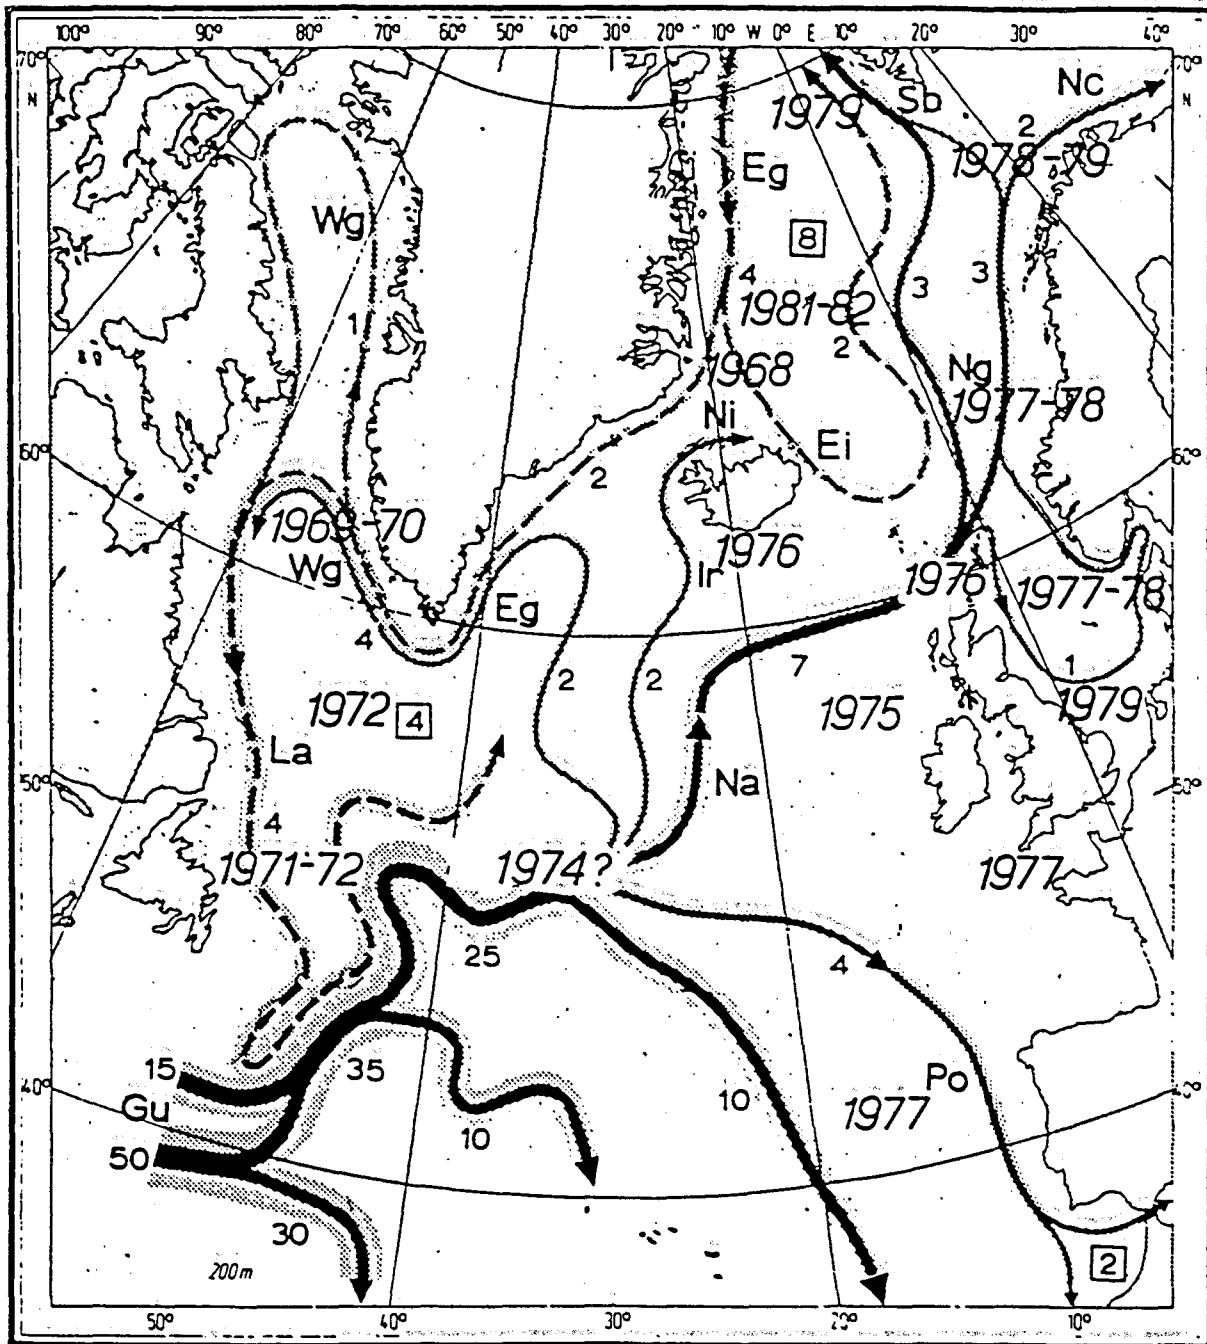 100° 90° 80° 70° 60° 50° 40° 30° 20° 10° W 0° E 10° 20° 30° 40°
70° 70°
N N
Sb Nc
1979 2
1978-79
Eg
Wg
8
4 3 3
1981-82
1 2
1968 Ng
Ni 1977-78
Ei
60° 60°
2
1969-70
1976
Wg Ir 1976
Eg 1977-78
4
2 2 7 1
1972 4 1975 1979
La
50° Na 50°
4
1971-72 1974? 1977
25 4
15 35 Po
40° 40°
Gu 10 1977
10
50
30
2
200m
50° 40° 30° 20° 10°